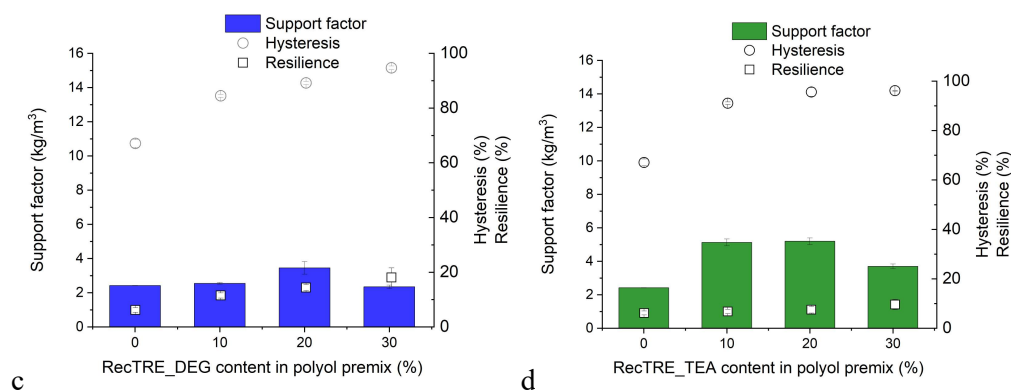 Support factor
Hysteresis
Resilience
16
14
12
10
8
6
4
2
0
Support factor (kg/m³)
100
80
60
40
20
0
Hysteresis (%)
Resilience (%)
0 10 20 30
RecTRE_DEG content in polyol premix (%)
c
Support factor
Hysteresis
Resilience
16
14
12
10
8
6
4
2
0
Support factor (kg/m³)
100
80
60
40
20
0
Hysteresis (%)
Resilience (%)
0 10 20 30
RecTRE_TEA content in polyol premix (%)
d